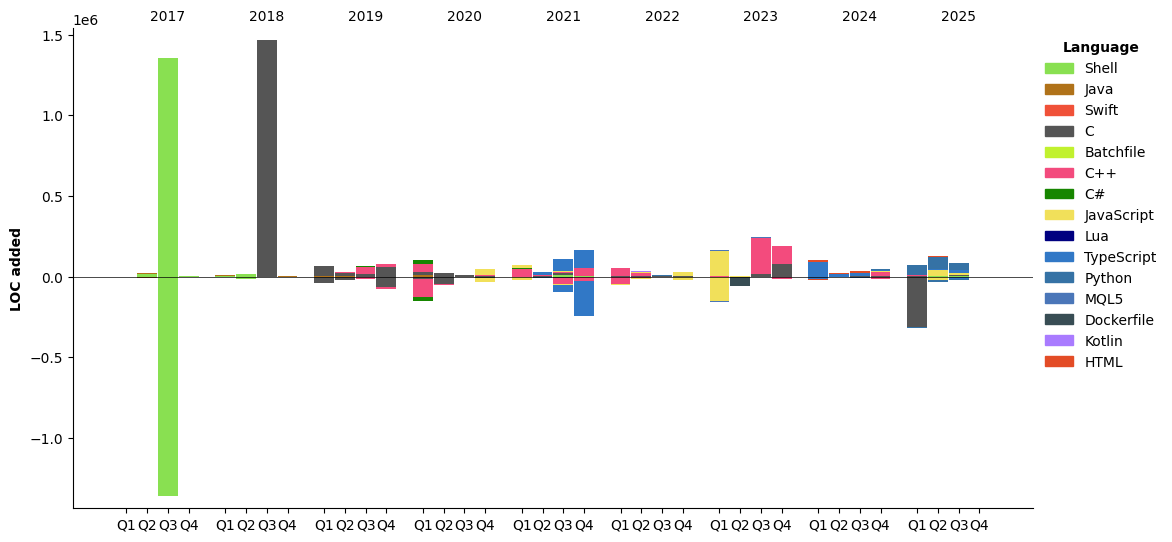 2017 2018 2019 2020 2021 2022 2023 2024 2025
1e6
1.5
1.0
0.5
0.0
−0.5
−1.0
LOC added
Q1 Q2 Q3 Q4 Q1 Q2 Q3 Q4 Q1 Q2 Q3 Q4 Q1 Q2 Q3 Q4 Q1 Q2 Q3 Q4 Q1 Q2 Q3 Q4 Q1 Q2 Q3 Q4 Q1 Q2 Q3 Q4 Q1 Q2 Q3 Q4
Language
Shell
Java
Swift
C
Batchfile
C++
C#
JavaScript
Lua
TypeScript
Python
MQL5
Dockerfile
Kotlin
HTML